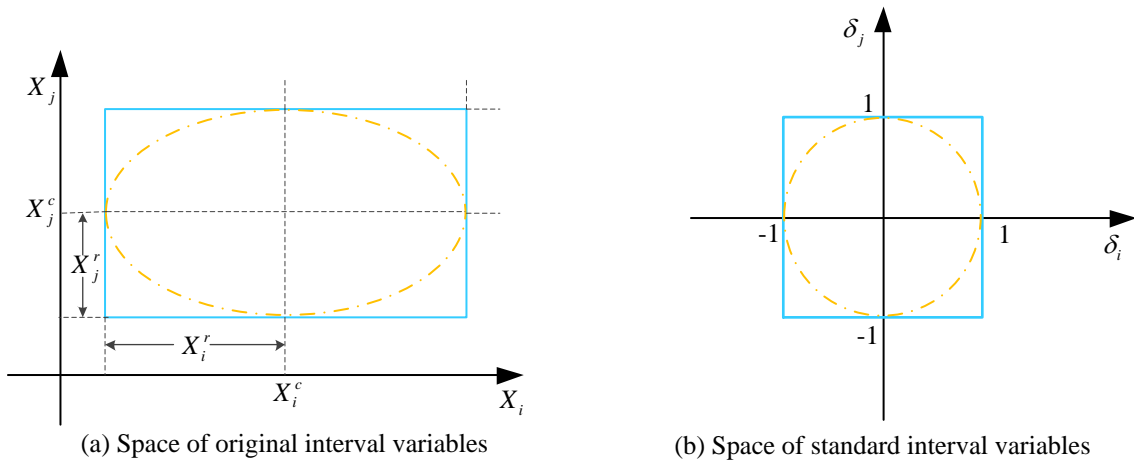 X_j
X_j^c
X_j^r
X_i^r
X_i^c
X_i
(a) Space of original interval variables
δ_j
1
-1
1
δ_i
-1
(b) Space of standard interval variables